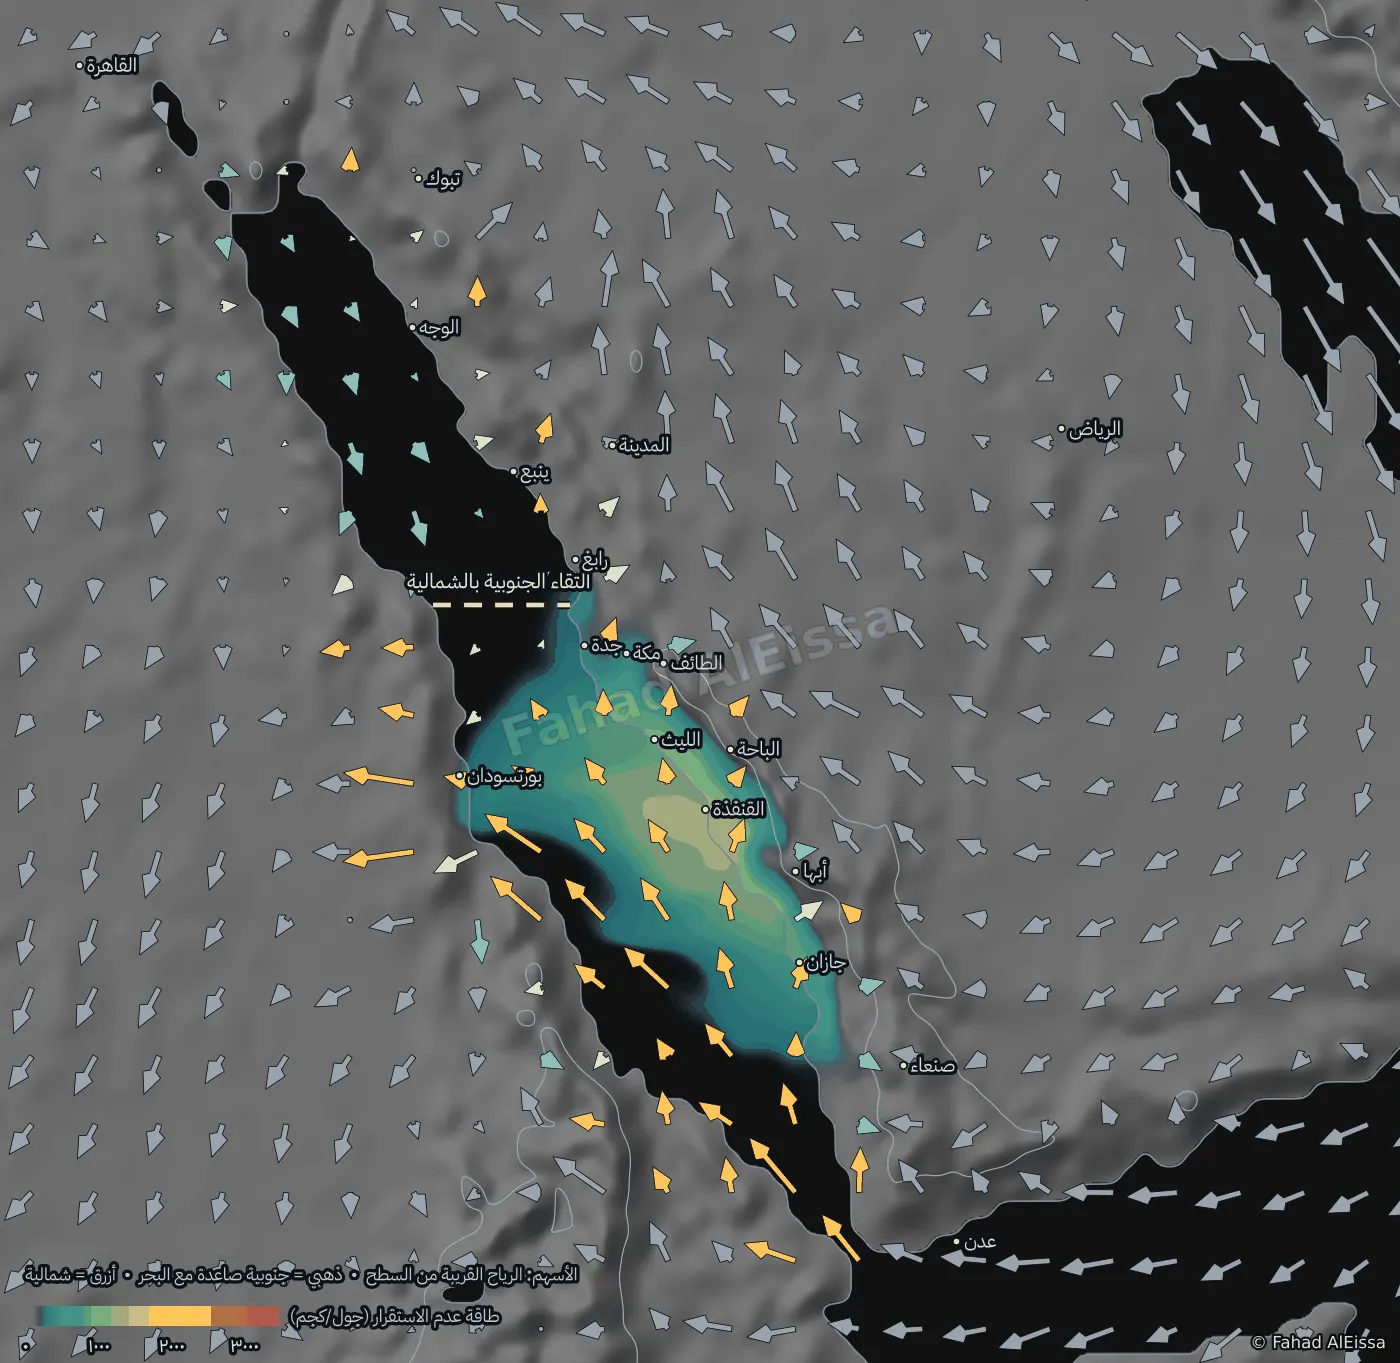 القاهرة
تبوك
الوجه
الرياض
المدينة
ينبع
رابغ
التقاء الجنوبية بالشمالية
جدة
مكة
الطائف
Fahad AlEissa
الليث
الباحة
بورتسودان
القنفذة
أبها
جازان
صنعاء
عدن
الأسهم: الرياح القريبة من السطح • ذهبي = جنوبية صاعدة مع البحر • أزرق = شمالية
طاقة عدم الاستقرار (جول/كجم)
٠ ١٠٠٠ ٢٠٠٠ ٣٠٠٠
© Fahad AlEissa